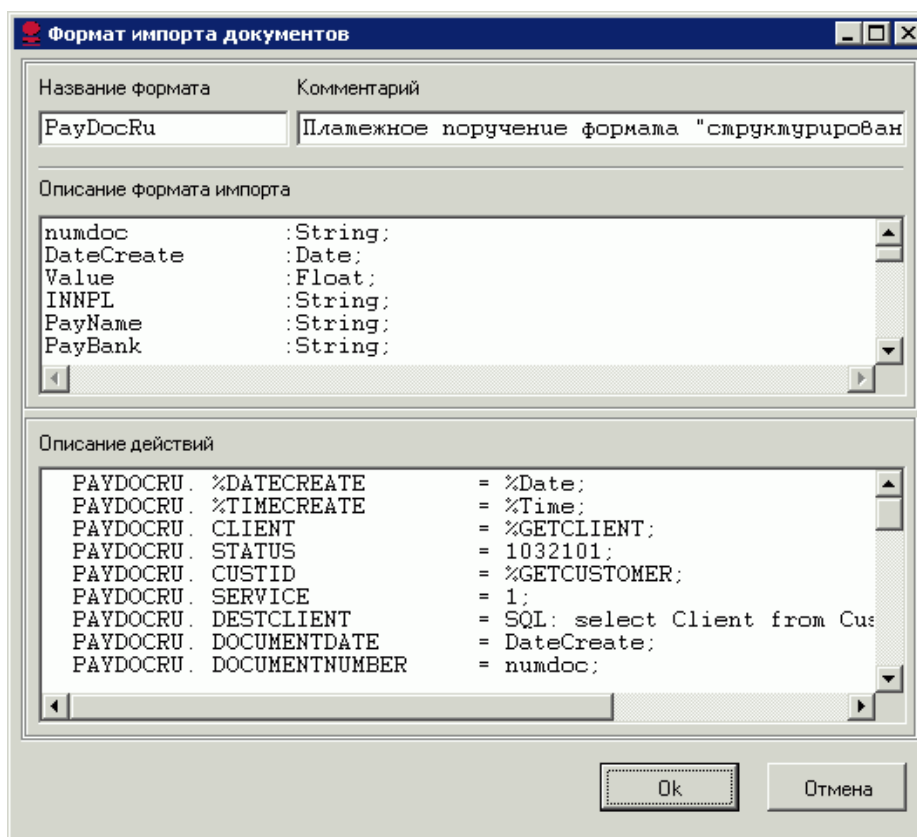 Формат импорта документов
Название формата Комментарий
PayDocRu Платежное поручение формата "структурирован
Описание формата импорта
numdoc :String;
DateCreate :Date;
Value :Float;
INNPL :String;
PayName :String;
PayBank :String;
Описание действий
PAYDOCRU. %DATECREATE = %Date;
PAYDOCRU. %TIMECREATE = %Time;
PAYDOCRU. CLIENT = %GETCLIENT;
PAYDOCRU. STATUS = 1032101;
PAYDOCRU. CUSTID = %GETCUSTOMER;
PAYDOCRU. SERVICE = 1;
PAYDOCRU. DESTCLIENT = SQL: select Client from Cus
PAYDOCRU. DOCUMENTDATE = DateCreate;
PAYDOCRU. DOCUMENTNUMBER = numdoc;
Ok Отмена